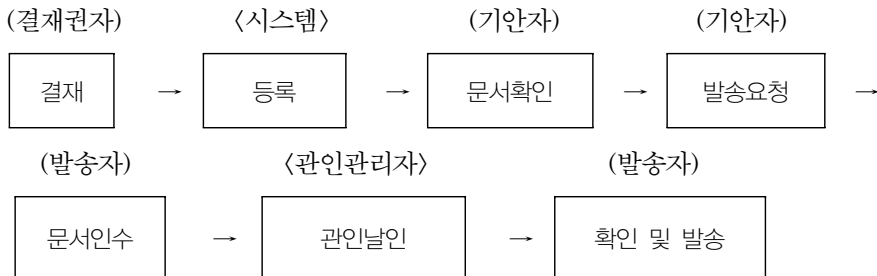 (결재권자) 〈시스템〉 (기안자) (기안자)
결재 → 등록 → 문서확인 → 발송요청 →
(발송자) 〈관인관리자〉 (발송자)
문서인수 → 관인날인 → 확인 및 발송